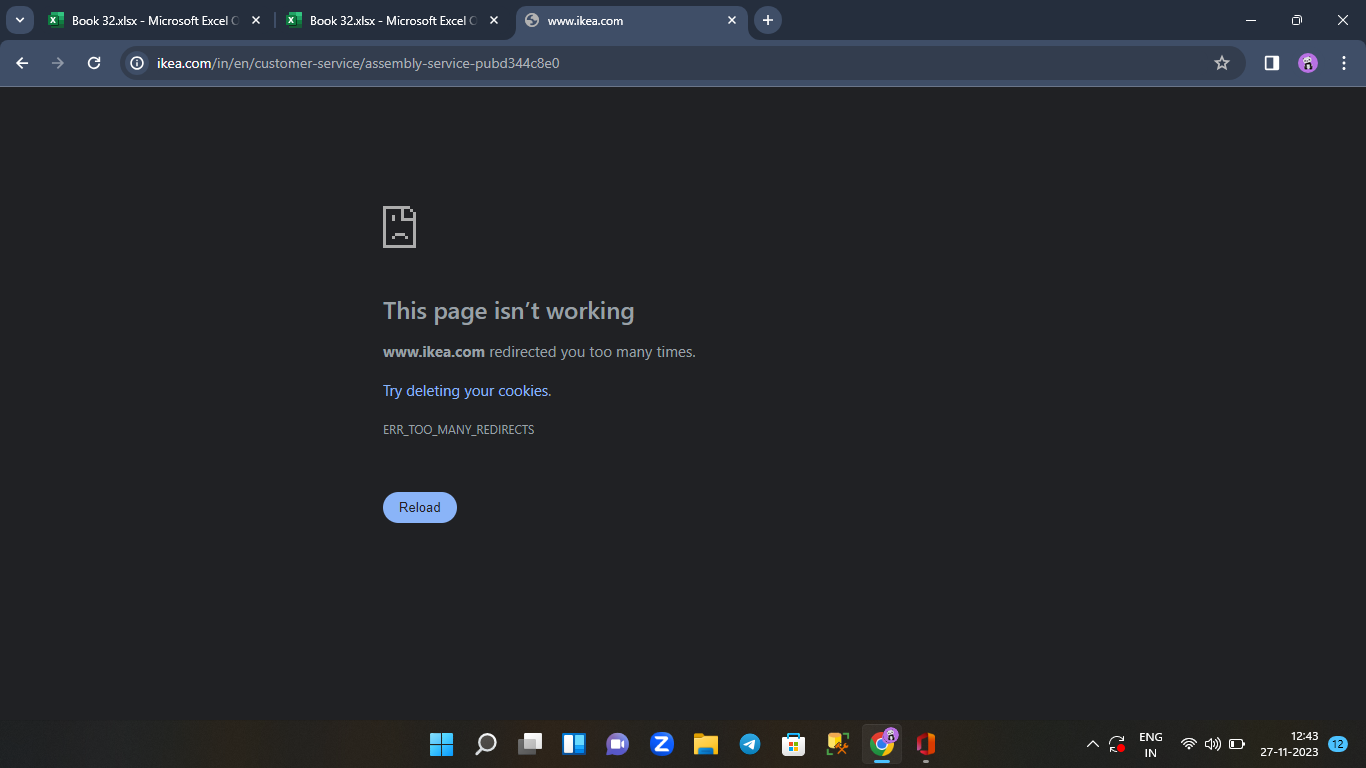 Book 32.xlsx - Microsoft Excel O
Book 32.xlsx - Microsoft Excel O
www.ikea.com
ikea.com/in/en/customer-service/assembly-service-pubd344c8e0
This page isn’t working
www.ikea.com redirected you too many times.
Try deleting your cookies.
ERR_TOO_MANY_REDIRECTS
Reload
ENG
IN
12:43
27-11-2023
12